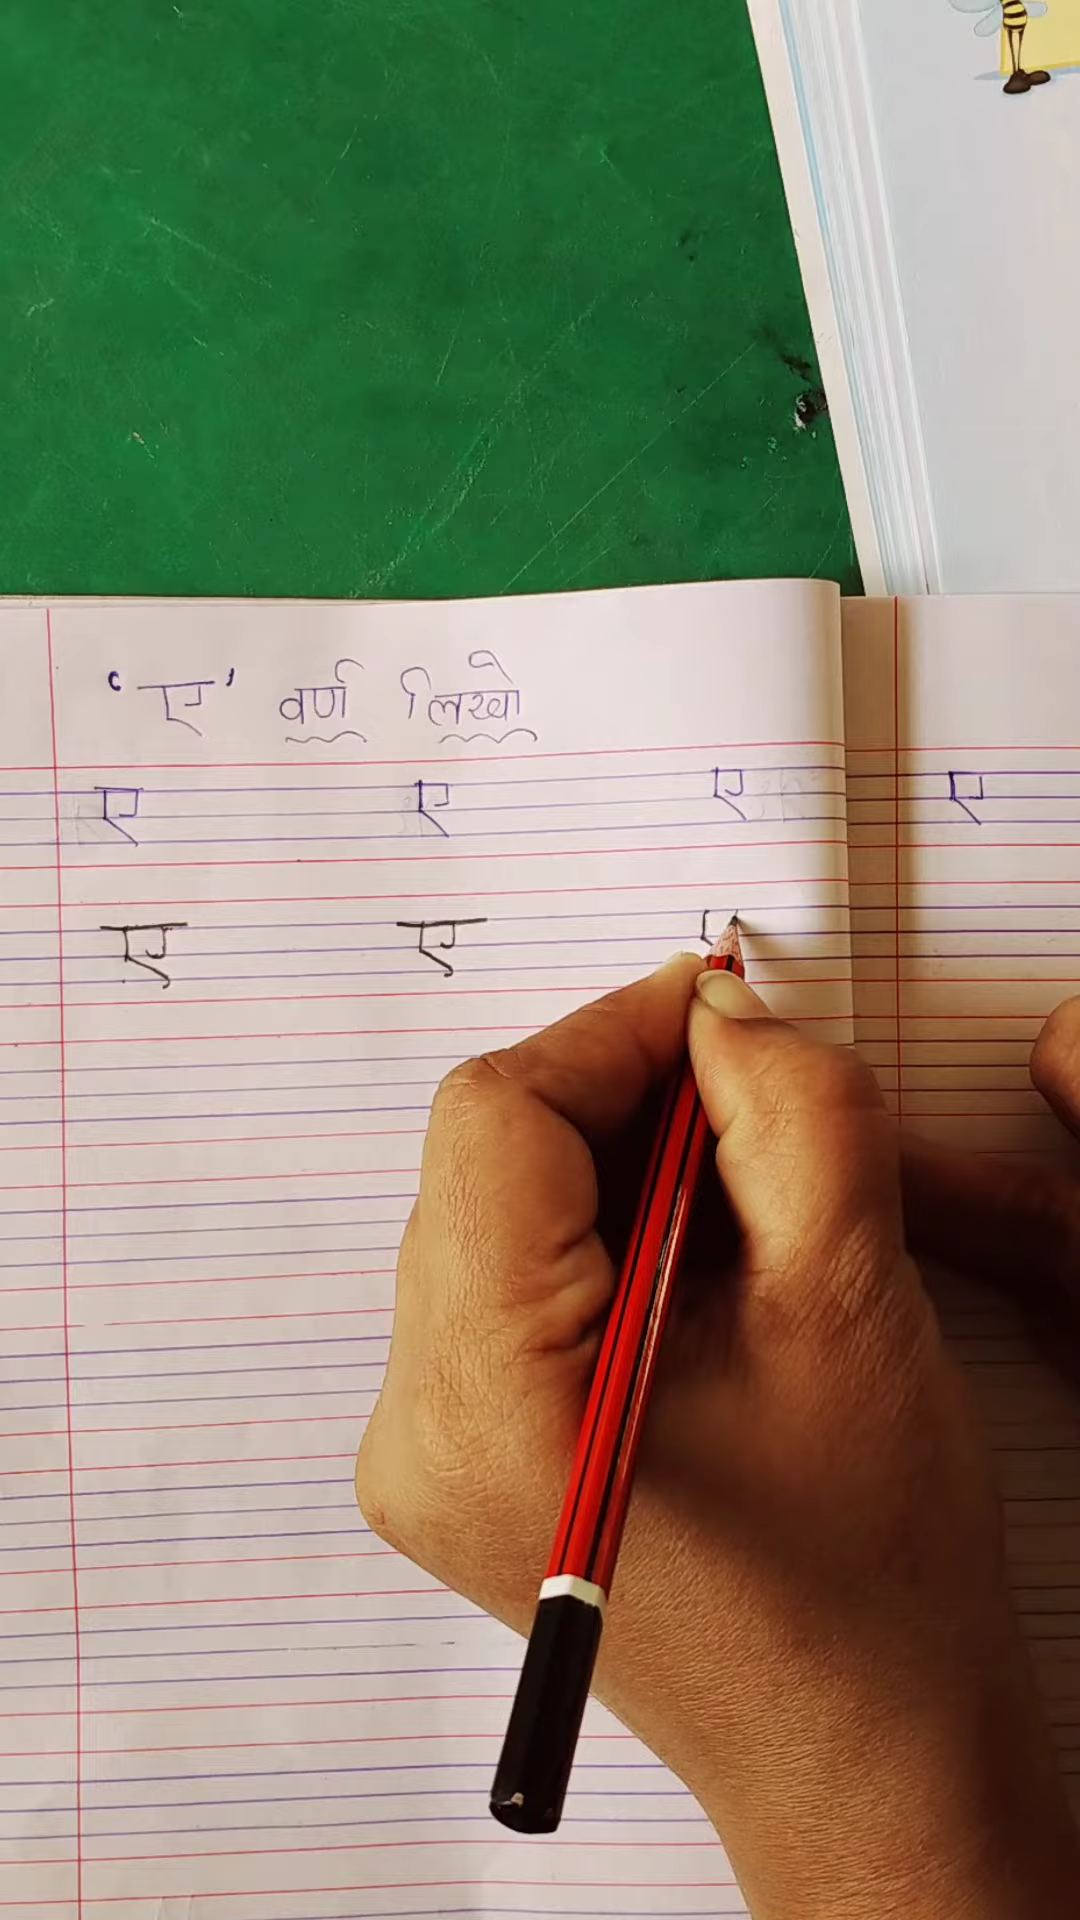 'ए' वर्ण लिखो
ए ए ए ए
ए ए